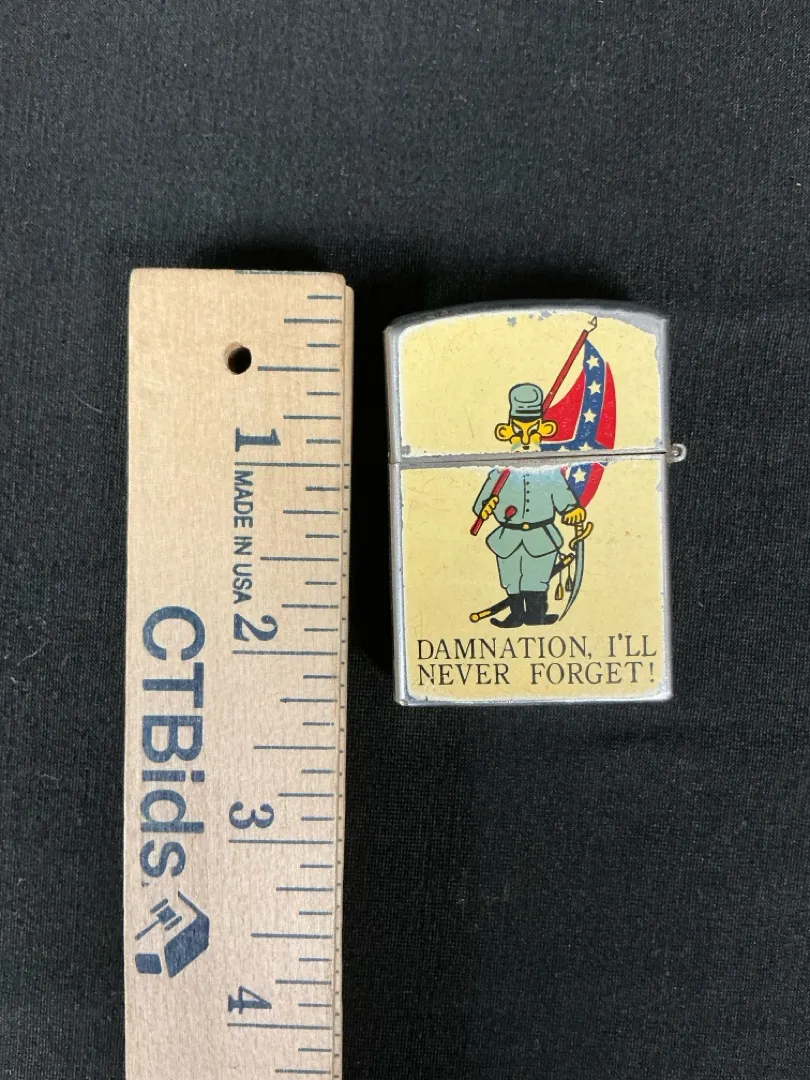 1
MADE IN USA
2
CTBids
3
4
DAMNATION, I'LL
NEVER FORGET!